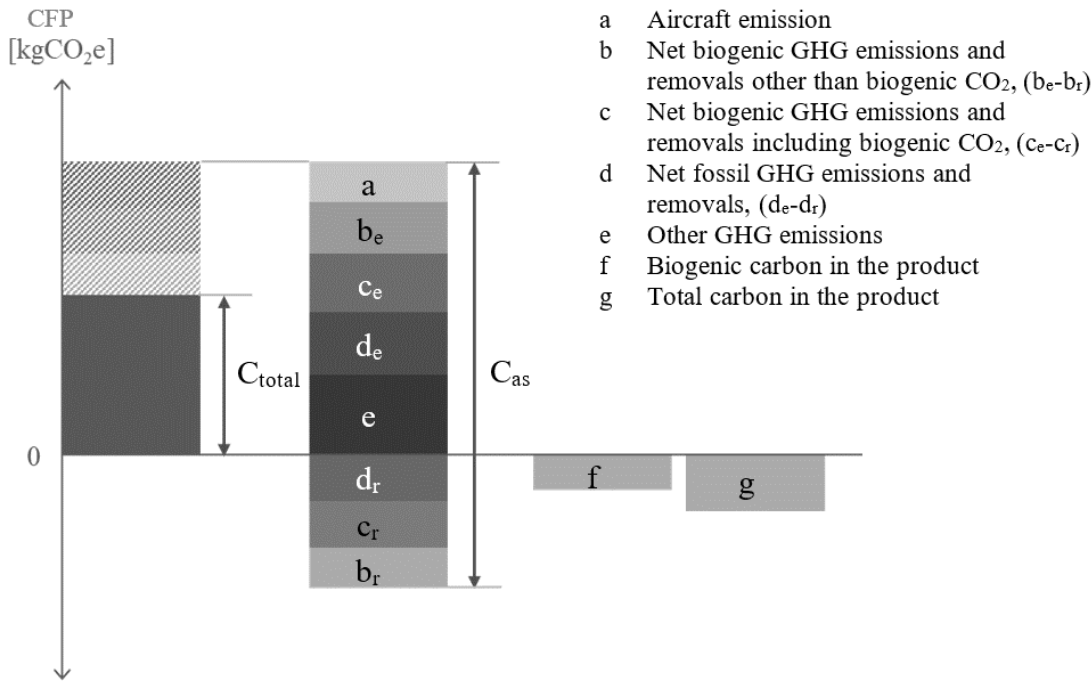 CFP
[kgCO₂e]
a Aircraft emission
b Net biogenic GHG emissions and
removals other than biogenic CO₂, (bₑ-bᵣ)
c Net biogenic GHG emissions and
removals including biogenic CO₂, (cₑ-cᵣ)
d Net fossil GHG emissions and
removals, (dₑ-dᵣ)
e Other GHG emissions
f Biogenic carbon in the product
g Total carbon in the product
a
bₑ
cₑ
dₑ
e
dᵣ
cᵣ
bᵣ
C_total
C_as
0
f
g